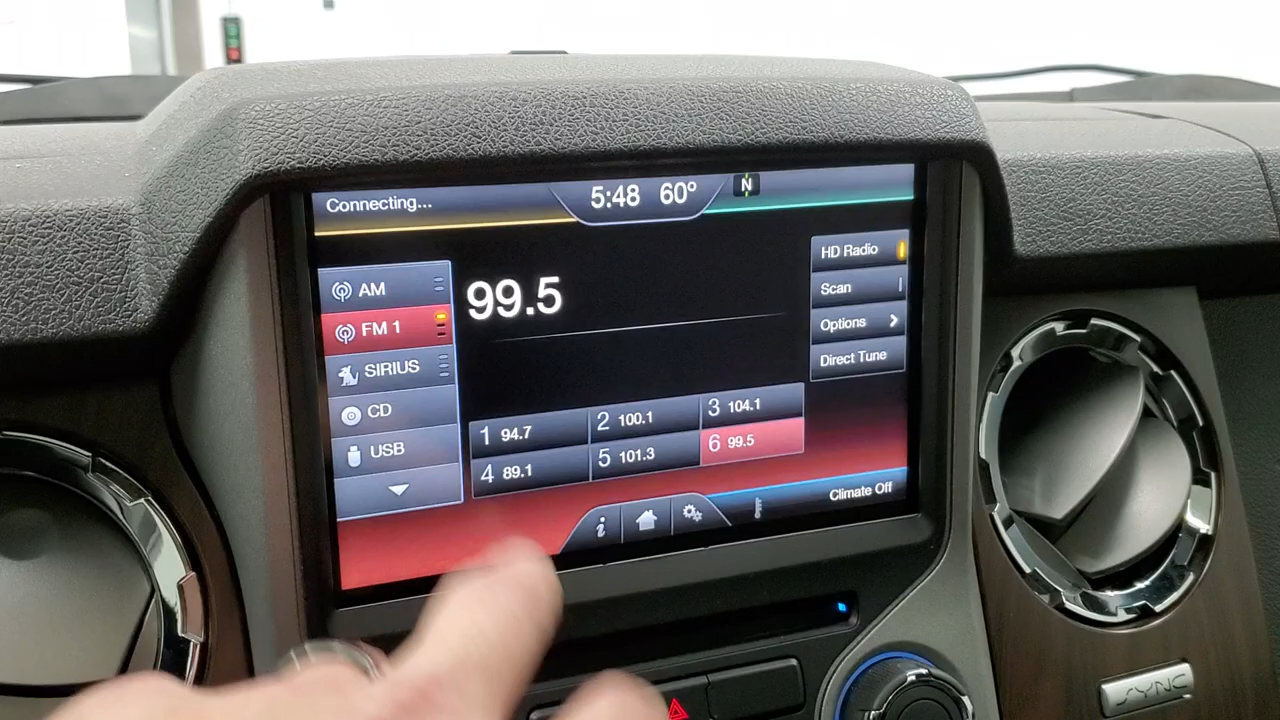 Connecting...
5:48 60°
N
AM
FM 1
SIRIUS
CD
USB
99.5
HD Radio
Scan
Options
Direct Tune
1 94.7
2 100.1
3 104.1
4 89.1
5 101.3
6 99.5
i
Climate Off
SYNC